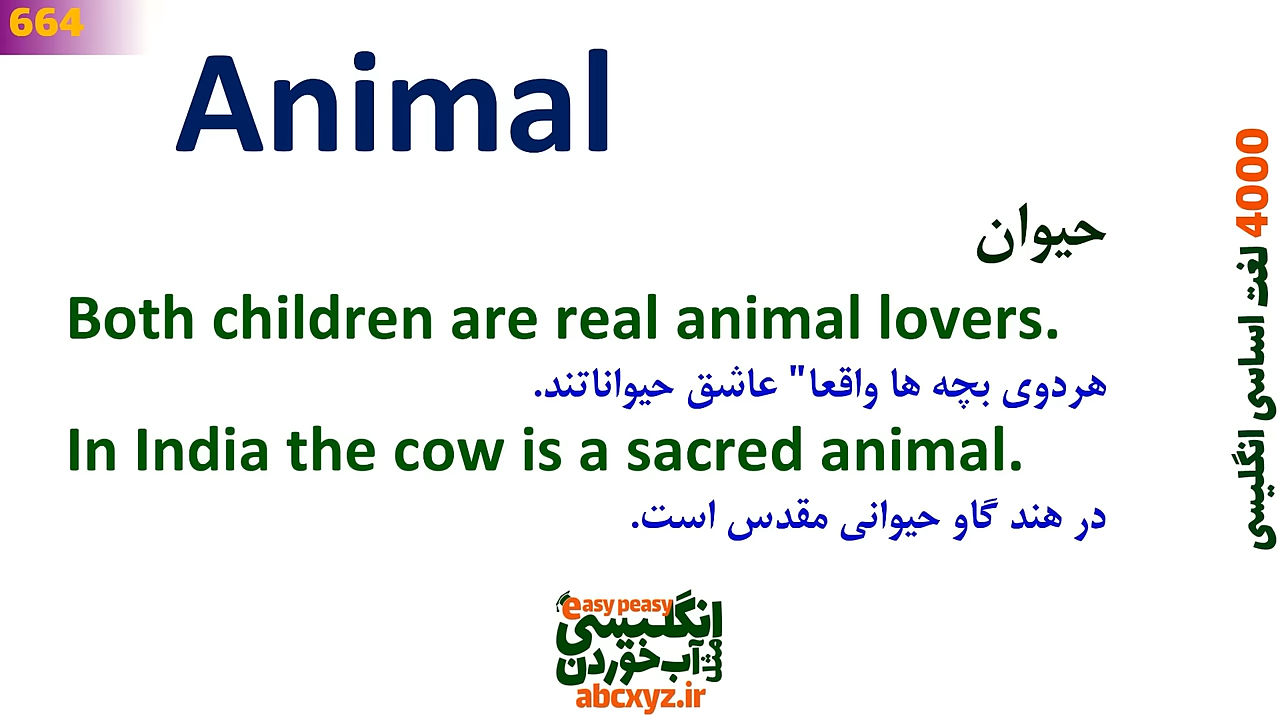 664
Animal
حیوان
Both children are real animal lovers.
هردوی بچه ها واقعا" عاشق حیواناتند.
In India the cow is a sacred animal.
در هند گاو حیوانی مقدس است.
4000 لغت اساسی انگلیسی
easy peasy
انگلیسی
مثل آب خوردن
abcxyz.ir